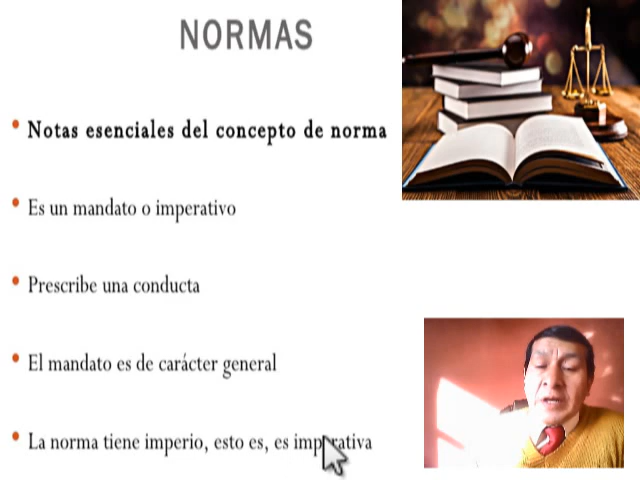 NORMAS
Notas esenciales del concepto de norma
Es un mandato o imperativo
Prescribe una conducta
El mandato es de carácter general
La norma tiene imperio, esto es, es imperativa